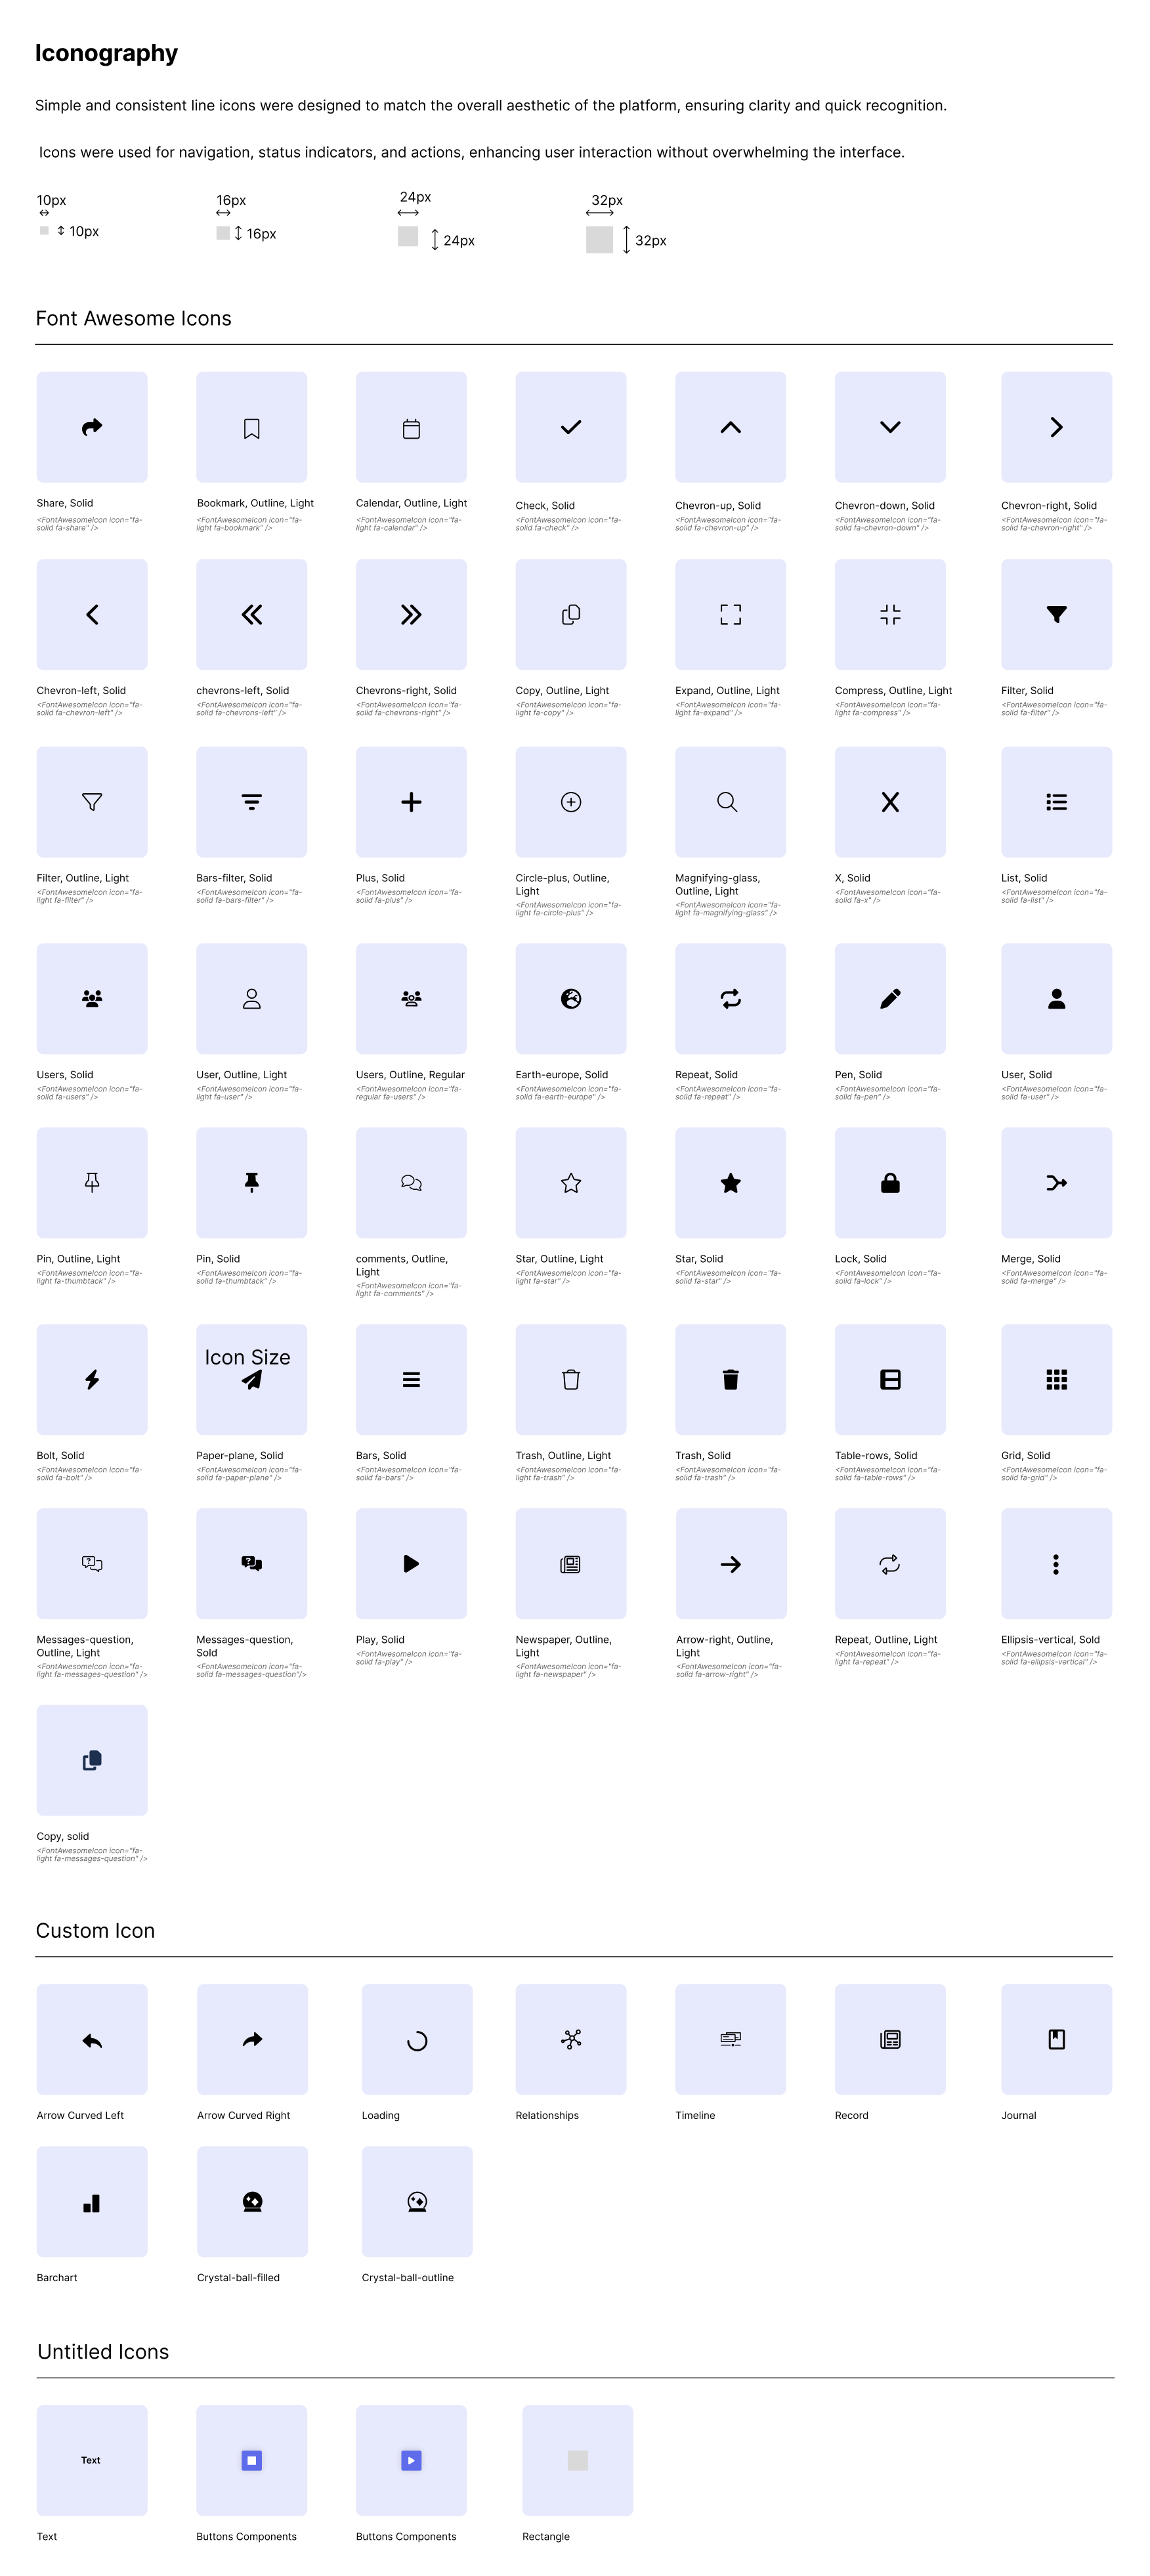 Iconography
Simple and consistent line icons were designed to match the overall aesthetic of the platform, ensuring clarity and quick recognition.
Icons were used for navigation, status indicators, and actions, enhancing user interaction without overwhelming the interface.
10px
10px
16px
16px
24px
24px
32px
32px
Font Awesome Icons
Share, Solid
<FontAwesomeIcon icon="fa-
solid fa-share" />
Bookmark, Outline, Light
<FontAwesomeIcon icon="fa-
light fa-bookmark" />
Calendar, Outline, Light
<FontAwesomeIcon icon="fa-
light fa-calendar" />
Check, Solid
<FontAwesomeIcon icon="fa-
solid fa-check" />
Chevron-up, Solid
<FontAwesomeIcon icon="fa-
solid fa-chevron-up" />
Chevron-down, Solid
<FontAwesomeIcon icon="fa-
solid fa-chevron-down" />
Chevron-right, Solid
<FontAwesomeIcon icon="fa-
solid fa-chevron-right" />
Chevron-left, Solid
<FontAwesomeIcon icon="fa-
solid fa-chevron-left" />
chevrons-left, Solid
<FontAwesomeIcon icon="fa-
solid fa-chevrons-left" />
Chevrons-right, Solid
<FontAwesomeIcon icon="fa-
solid fa-chevrons-right" />
Copy, Outline, Light
<FontAwesomeIcon icon="fa-
light fa-copy" />
Expand, Outline, Light
<FontAwesomeIcon icon="fa-
light fa-expand" />
Compress, Outline, Light
<FontAwesomeIcon icon="fa-
light fa-compress" />
Filter, Solid
<FontAwesomeIcon icon="fa-
solid fa-filter" />
Filter, Outline, Light
<FontAwesomeIcon icon="fa-
light fa-filter" />
Bars-filter, Solid
<FontAwesomeIcon icon="fa-
solid fa-bars-filter" />
Plus, Solid
<FontAwesomeIcon icon="fa-
solid fa-plus" />
Circle-plus, Outline,
Light
<FontAwesomeIcon icon="fa-
light fa-circle-plus" />
Magnifying-glass,
Outline, Light
<FontAwesomeIcon icon="fa-
light fa-magnifying-glass" />
X, Solid
<FontAwesomeIcon icon="fa-
solid fa-x" />
List, Solid
<FontAwesomeIcon icon="fa-
solid fa-list" />
Users, Solid
<FontAwesomeIcon icon="fa-
solid fa-users" />
User, Outline, Light
<FontAwesomeIcon icon="fa-
light fa-user" />
Users, Outline, Regular
<FontAwesomeIcon icon="fa-
regular fa-users" />
Earth-europe, Solid
<FontAwesomeIcon icon="fa-
solid fa-earth-europe" />
Repeat, Solid
<FontAwesomeIcon icon="fa-
solid fa-repeat" />
Pen, Solid
<FontAwesomeIcon icon="fa-
solid fa-pen" />
User, Solid
<FontAwesomeIcon icon="fa-
solid fa-user" />
Pin, Outline, Light
<FontAwesomeIcon icon="fa-
light fa-thumbtack" />
Pin, Solid
<FontAwesomeIcon icon="fa-
solid fa-thumbtack" />
comments, Outline,
Light
<FontAwesomeIcon icon="fa-
light fa-comments" />
Star, Outline, Light
<FontAwesomeIcon icon="fa-
light fa-star" />
Star, Solid
<FontAwesomeIcon icon="fa-
solid fa-star" />
Lock, Solid
<FontAwesomeIcon icon="fa-
solid fa-lock" />
Merge, Solid
<FontAwesomeIcon icon="fa-
solid fa-merge" />
Bolt, Solid
<FontAwesomeIcon icon="fa-
solid fa-bolt" />
Icon Size
Paper-plane, Solid
<FontAwesomeIcon icon="fa-
solid fa-paper-plane" />
Bars, Solid
<FontAwesomeIcon icon="fa-
solid fa-bars" />
Trash, Outline, Light
<FontAwesomeIcon icon="fa-
light fa-trash" />
Trash, Solid
<FontAwesomeIcon icon="fa-
solid fa-trash" />
Table-rows, Solid
<FontAwesomeIcon icon="fa-
solid fa-table-rows" />
Grid, Solid
<FontAwesomeIcon icon="fa-
solid fa-grid" />
Messages-question,
Outline, Light
<FontAwesomeIcon icon="fa-
light fa-messages-question" />
Messages-question,
Sold
<FontAwesomeIcon icon="fa-
solid fa-messages-question"/>
Play, Solid
<FontAwesomeIcon icon="fa-
solid fa-play" />
Newspaper, Outline,
Light
<FontAwesomeIcon icon="fa-
light fa-newspaper" />
Arrow-right, Outline,
Light
<FontAwesomeIcon icon="fa-
solid fa-arrow-right" />
Repeat, Outline, Light
<FontAwesomeIcon icon="fa-
light fa-repeat" />
Ellipsis-vertical, Sold
<FontAwesomeIcon icon="fa-
solid fa-ellipsis-vertical" />
Copy, solid
<FontAwesomeIcon icon="fa-
light fa-messages-question" />
Custom Icon
Arrow Curved Left
Arrow Curved Right
Loading
Relationships
Timeline
Record
Journal
Barchart
Crystal-ball-filled
Crystal-ball-outline
Untitled Icons
Text
Text
Buttons Components
Buttons Components
Rectangle